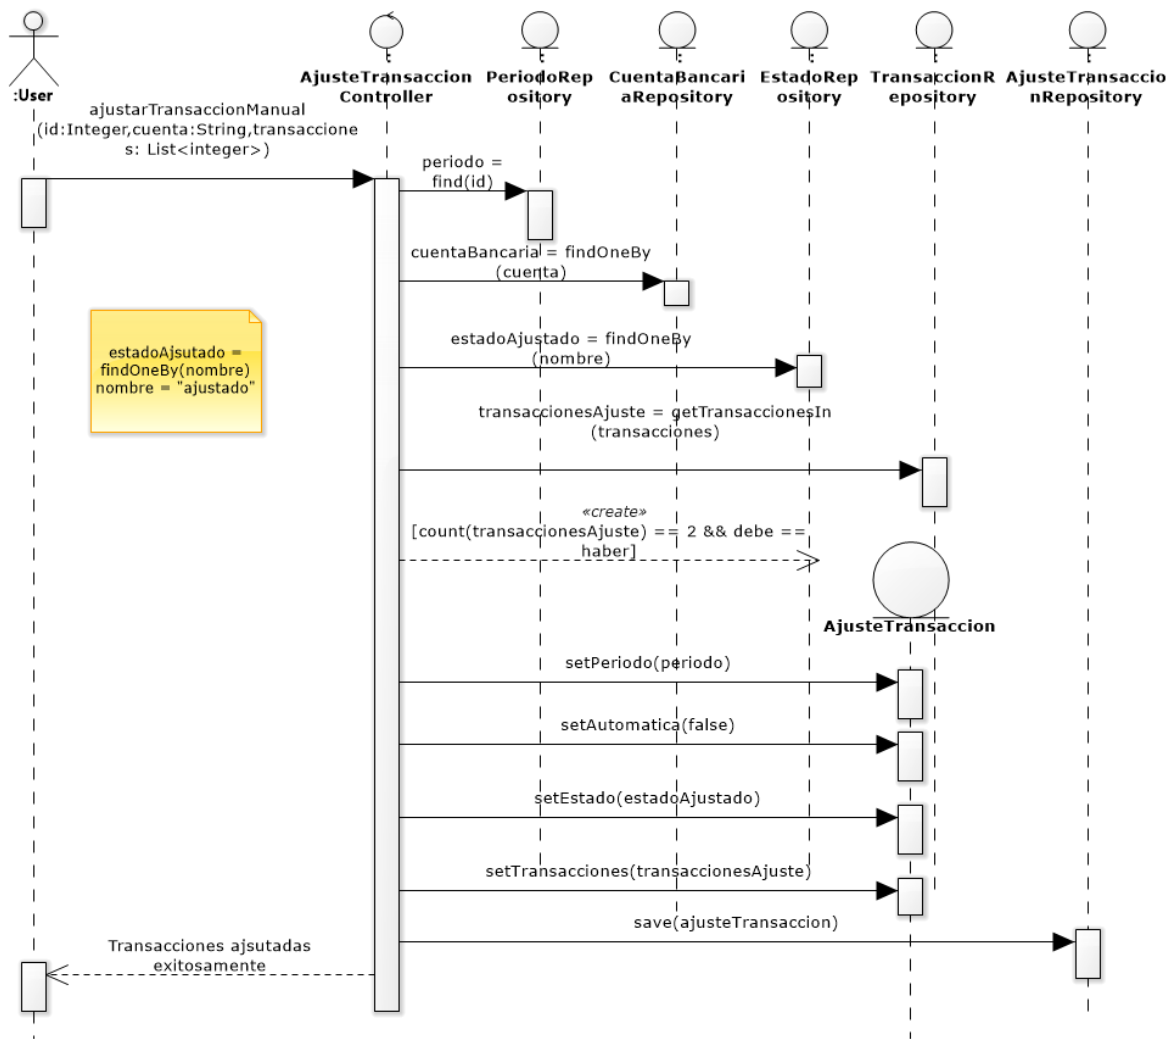 :User
:
AjusteTransaccion
Controller
:
PeriodoRep
ository
:
CuentaBancari
aRepository
:
EstadoRep
ository
:
TransaccionR
epository
:
AjusteTransaccio
nRepository
ajustarTransaccionManual
(id:Integer,cuenta:String,transaccione
s: List<integer>)
periodo =
find(id)
cuentaBancaria = findOneBy
(cuenta)
estadoAjsutado =
findOneBy(nombre)
nombre = "ajustado"
estadoAjustado = findOneBy
(nombre)
transaccionesAjuste = getTransaccionesIn
(transacciones)
«create»
[count(transaccionesAjuste) == 2 && debe ==
haber]
AjusteTransaccion
setPeriodo(periodo)
setAutomatica(false)
setEstado(estadoAjustado)
setTransacciones(transaccionesAjuste)
save(ajusteTransaccion)
Transacciones ajsutadas
exitosamente